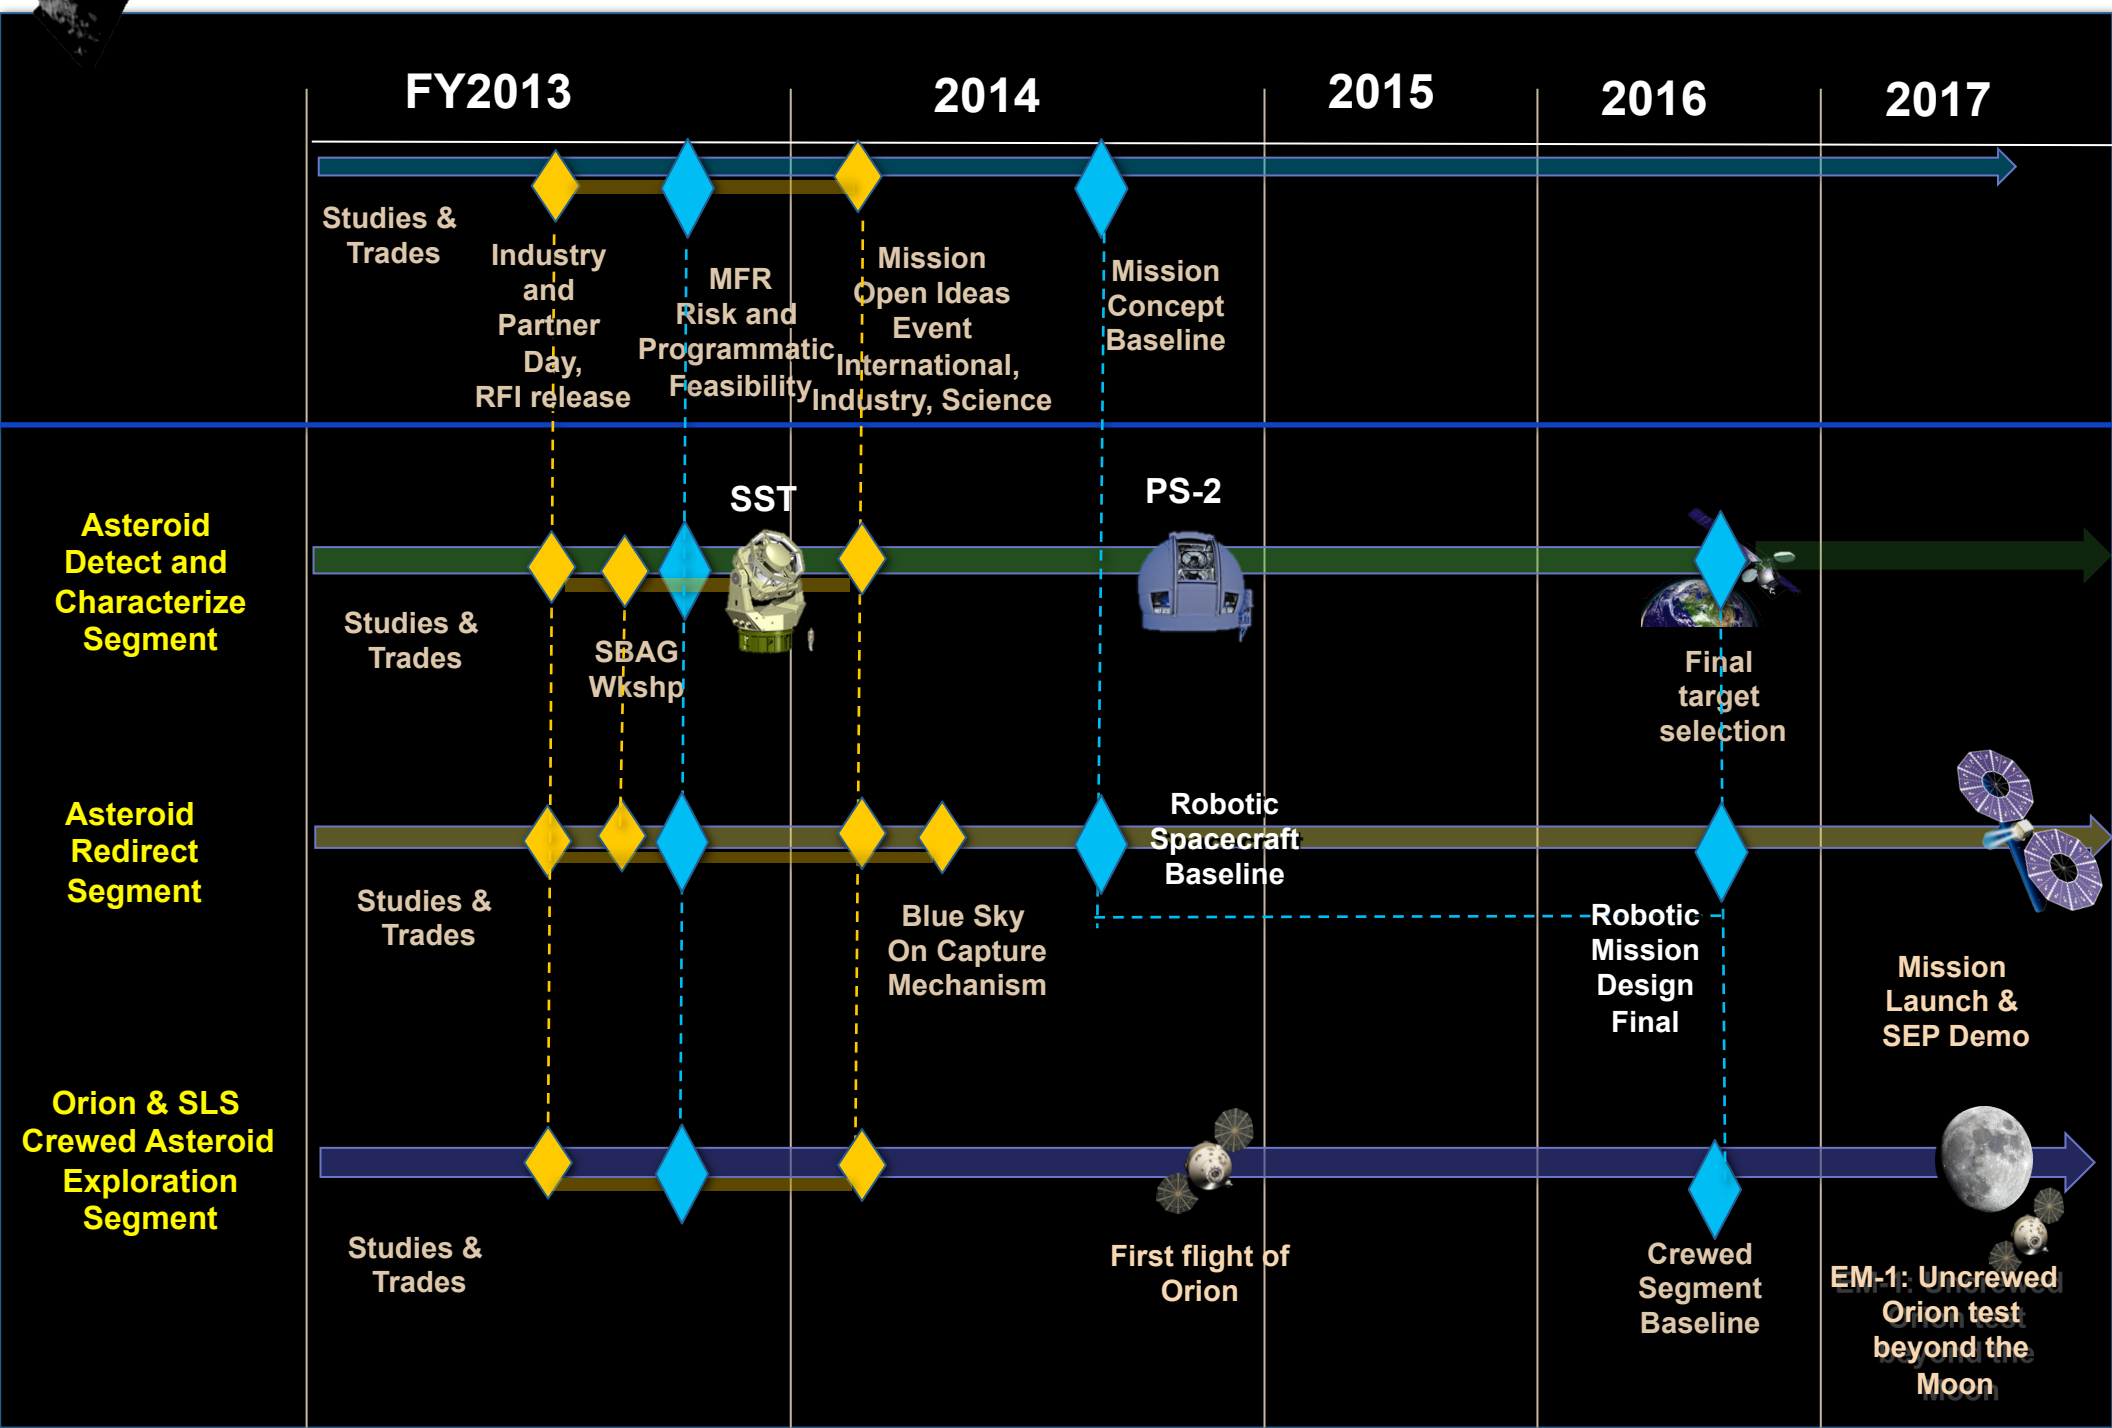 FY2013
2014
2015
2016
2017
Studies &
Trades
Industry
and
Partner
Day,
RFI release
MFR
Risk and
Programmatic
Feasibility
Mission
Open Ideas
Event
International,
Industry, Science
Mission
Concept
Baseline
Asteroid
Detect and
Characterize
Segment
Studies &
Trades
SBAG
Wkshp
SST
PS-2
Final
target
selection
Asteroid
Redirect
Segment
Studies &
Trades
Blue Sky
On Capture
Mechanism
Robotic
Spacecraft
Baseline
Robotic
Mission
Design
Final
Mission
Launch &
SEP Demo
Orion & SLS
Crewed Asteroid
Exploration
Segment
Studies &
Trades
First flight of
Orion
Crewed
Segment
Baseline
EM-1: Uncrewed
Orion test
beyond the
Moon